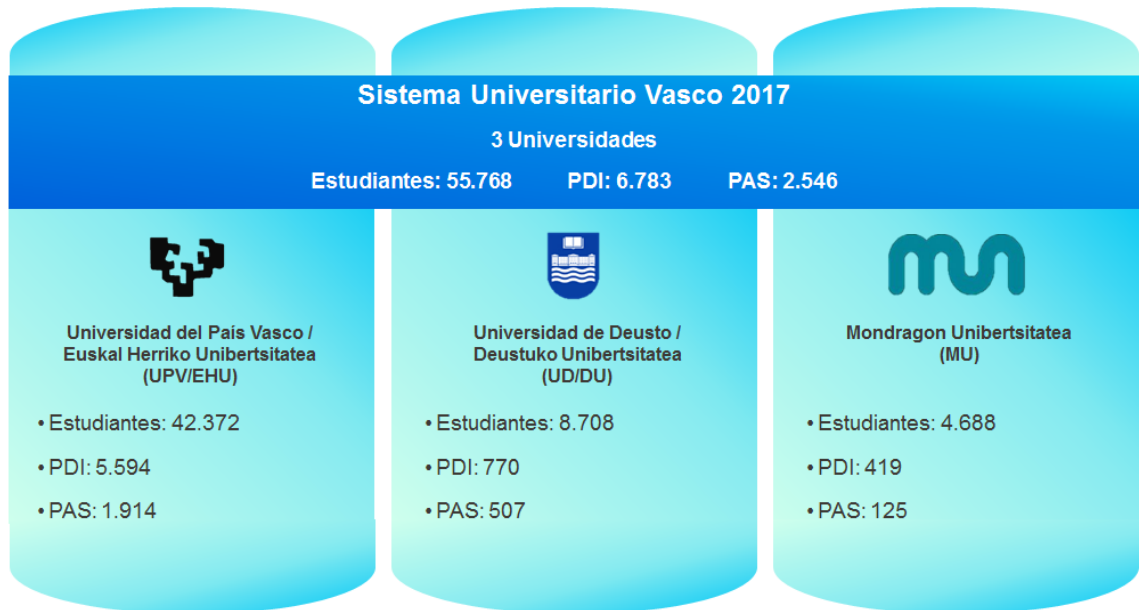 Sistema Universitario Vasco 2017
3 Universidades
Estudiantes: 55.768 PDI: 6.783 PAS: 2.546
Universidad del País Vasco /
Euskal Herriko Unibertsitatea
(UPV/EHU)
• Estudiantes: 42.372
• PDI: 5.594
• PAS: 1.914
Universidad de Deusto /
Deustuko Unibertsitatea
(UD/DU)
• Estudiantes: 8.708
• PDI: 770
• PAS: 507
Mondragon Unibertsitatea
(MU)
• Estudiantes: 4.688
• PDI: 419
• PAS: 125